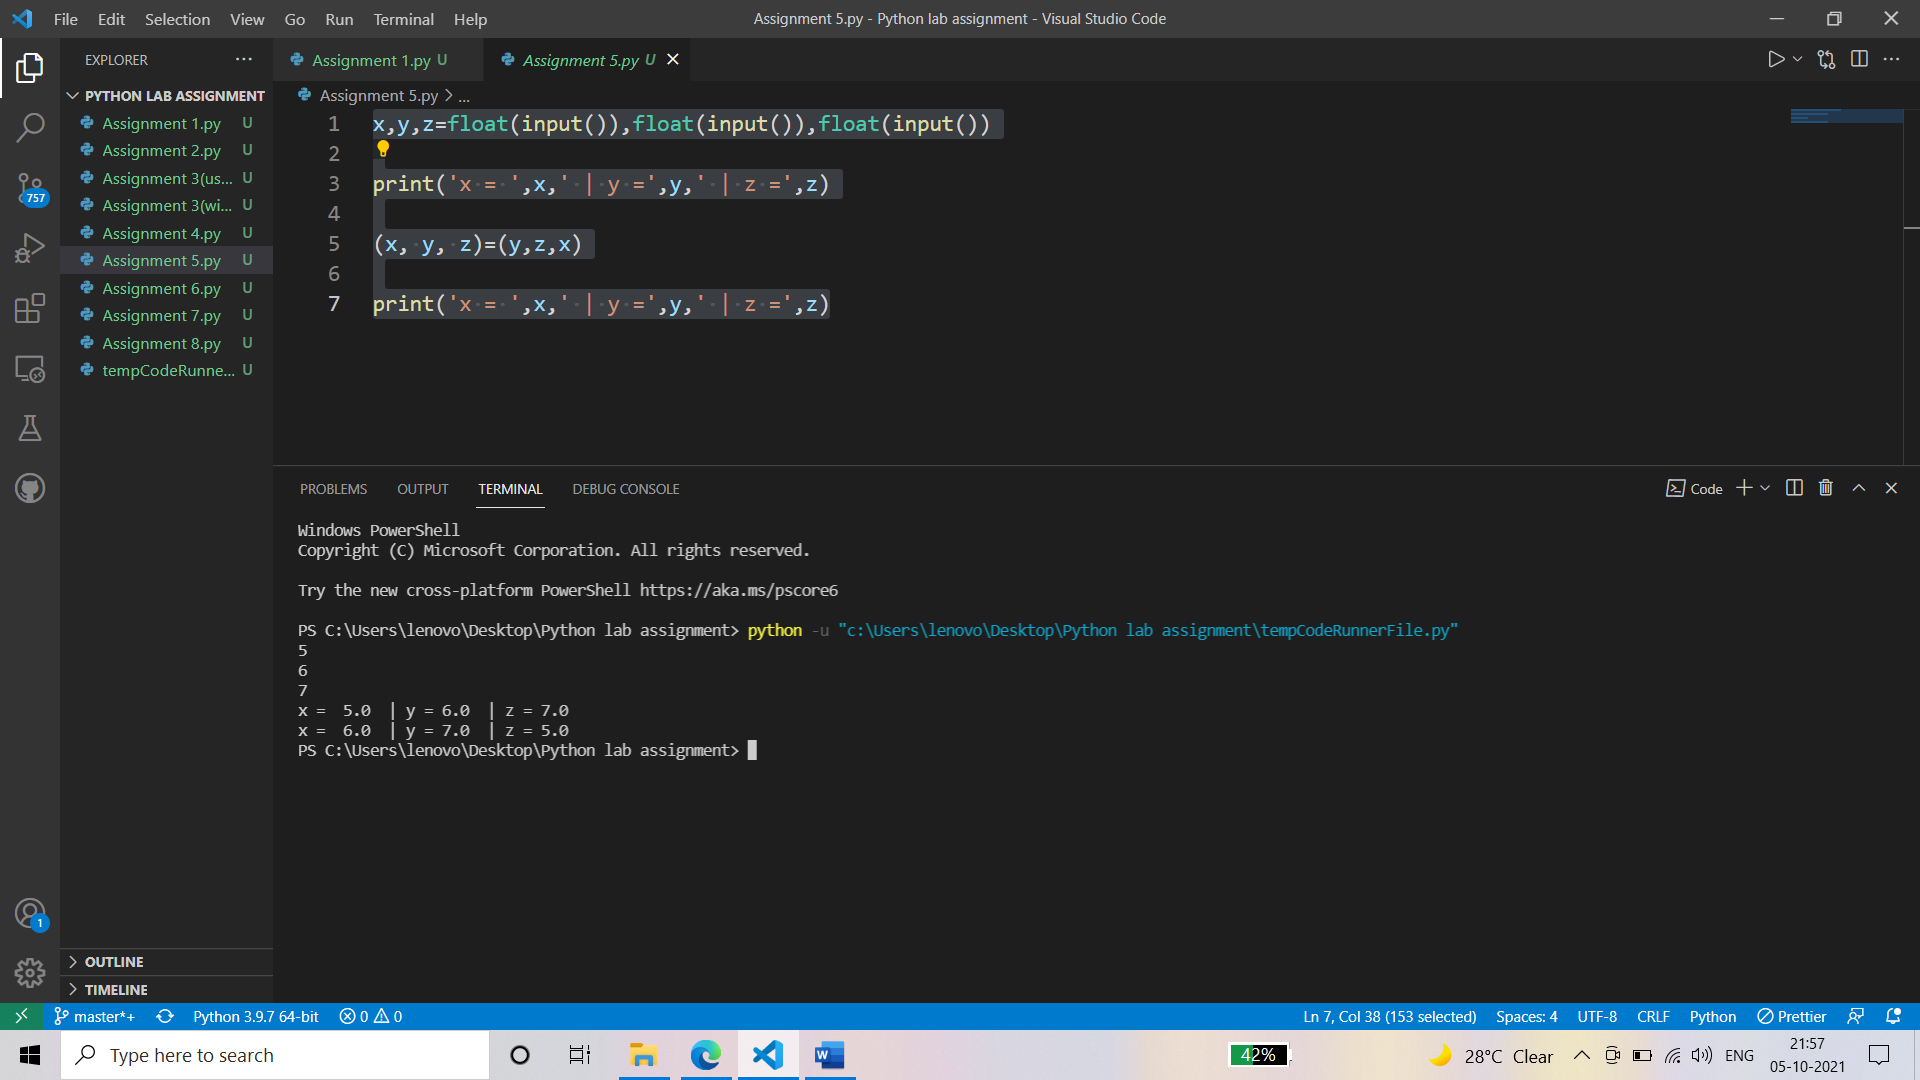 File Edit Selection View Go Run Terminal Help
Assignment 5.py - Python lab assignment - Visual Studio Code
EXPLORER
PYTHON LAB ASSIGNMENT
Assignment 1.py U
Assignment 2.py U
Assignment 3(us... U
Assignment 3(wi... U
Assignment 4.py U
Assignment 5.py U
Assignment 6.py U
Assignment 7.py U
Assignment 8.py U
tempCodeRunne... U
757
1
OUTLINE
TIMELINE
Assignment 1.py U
Assignment 5.py U
Assignment 5.py > ...
1 x,y,z=float(input()),float(input()),float(input())
2
3 print('x = ',x,' | y =',y,' | z =',z)
4
5 (x, y, z)=(y,z,x)
6
7 print('x = ',x,' | y =',y,' | z =',z)
PROBLEMS OUTPUT TERMINAL DEBUG CONSOLE
Code
Windows PowerShell
Copyright (C) Microsoft Corporation. All rights reserved.
Try the new cross-platform PowerShell https://aka.ms/pscore6
PS C:\Users\lenovo\Desktop\Python lab assignment> python -u "c:\Users\lenovo\Desktop\Python lab assignment\tempCodeRunnerFile.py"
5
6
7
x =  5.0  | y = 6.0  | z = 7.0
x =  6.0  | y = 7.0  | z = 5.0
PS C:\Users\lenovo\Desktop\Python lab assignment>
master*+ Python 3.9.7 64-bit 0 0
Ln 7, Col 38 (153 selected) Spaces: 4 UTF-8 CRLF Python Prettier
Type here to search
42%
28°C Clear
ENG
21:57
05-10-2021